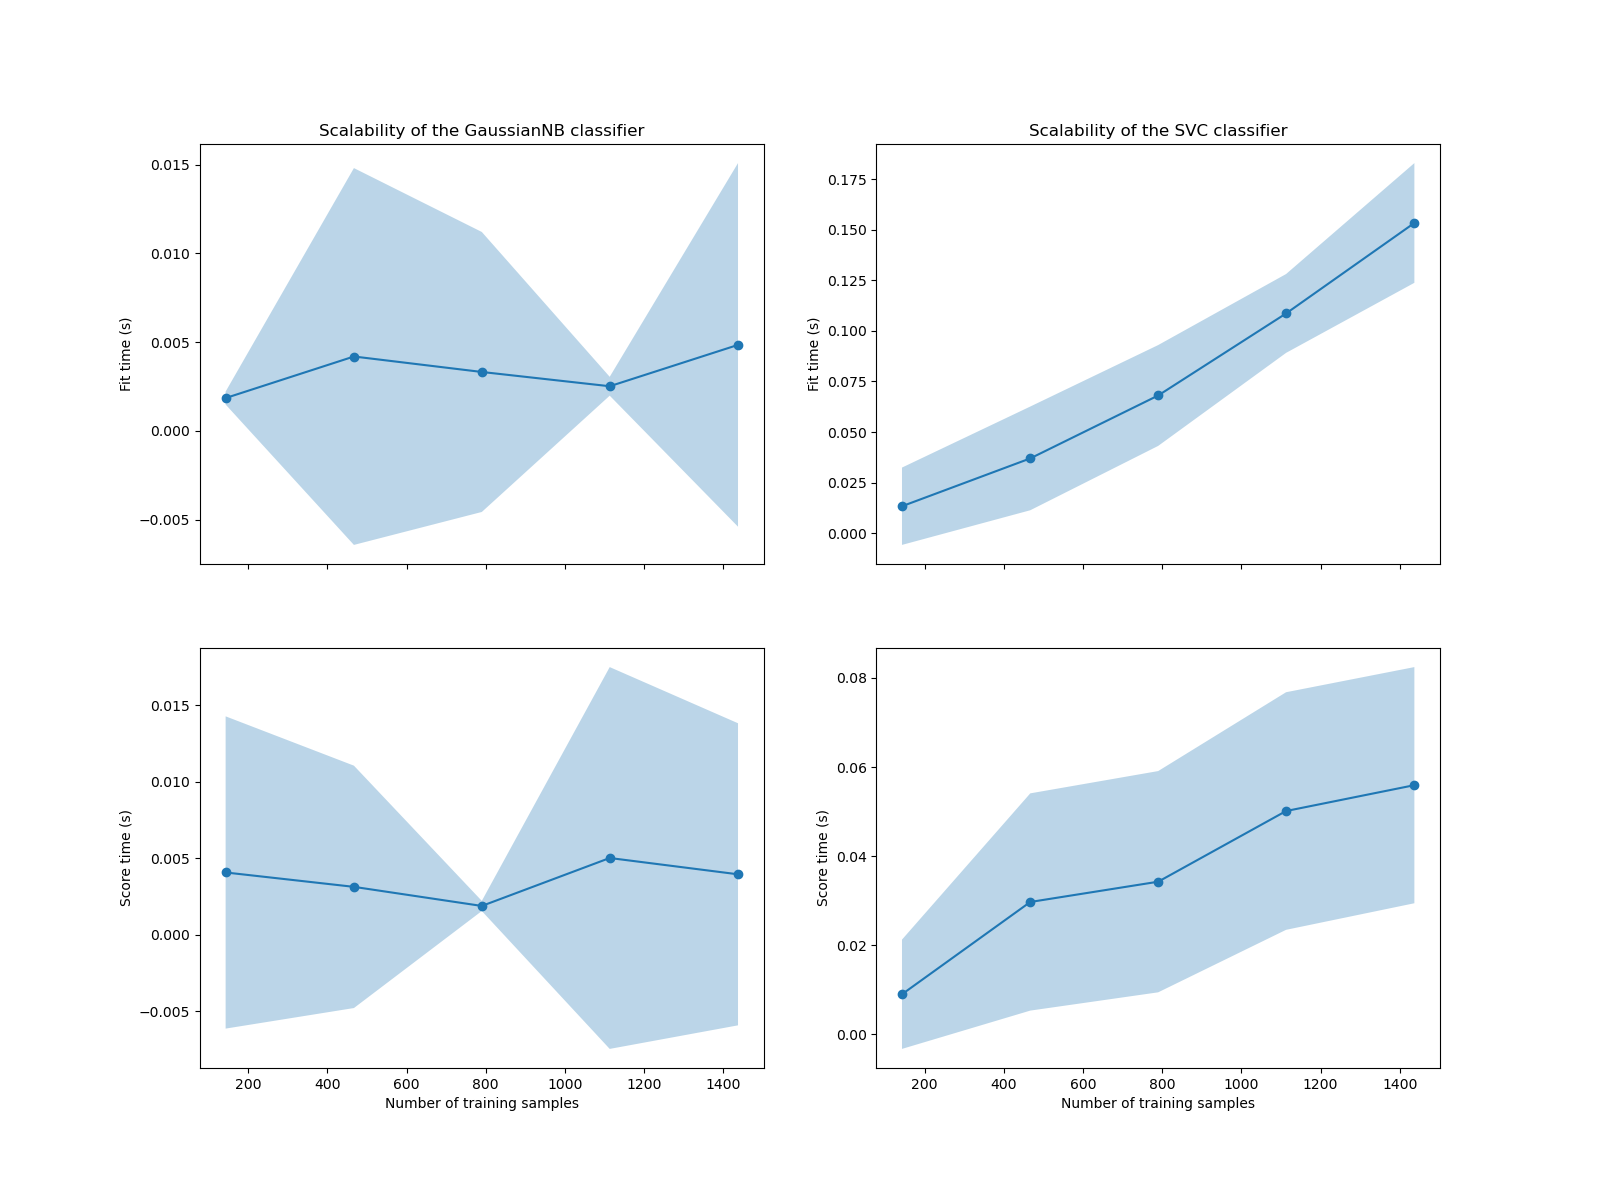 Scalability of the GaussianNB classifier
0.015
0.010
0.005
0.000
−0.005
Fit time (s)
Scalability of the SVC classifier
0.175
0.150
0.125
0.100
0.075
0.050
0.025
0.000
Fit time (s)
0.015
0.010
0.005
0.000
−0.005
Score time (s)
200 400 600 800 1000 1200 1400
Number of training samples
0.08
0.06
0.04
0.02
0.00
Score time (s)
200 400 600 800 1000 1200 1400
Number of training samples